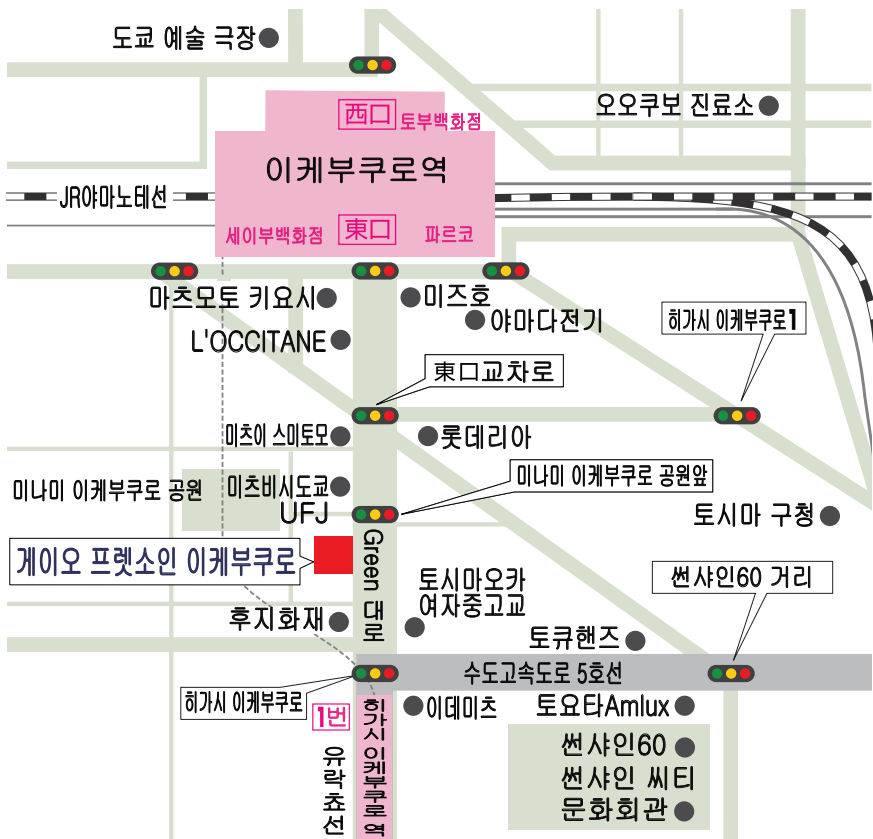 도쿄 예술 극장
오오쿠보 진료소
西口
토부백화점
이케부쿠로역
JR야마노테선
세이부백화점
東口
파르코
마츠모토 키요시
미즈호
야마다전기
히가시 이케부쿠로1
L'OCCITANE
東口교차로
미츠이 스미토모
롯데리아
미나미 이케부쿠로 공원앞
미나미 이케부쿠로 공원
미츠비시도쿄
UFJ
토시마 구청
Green 대로
게이오 프렛소인 이케부쿠로
토시마오카
여자중고교
썬샤인60 거리
후지화재
토큐핸즈
수도고속도로 5호선
히가시 이케부쿠로
1번
히가시 이케부쿠로 역
이데미츠
토요타Amlux
유락쵸선
썬샤인60
썬샤인 씨티
문화회관